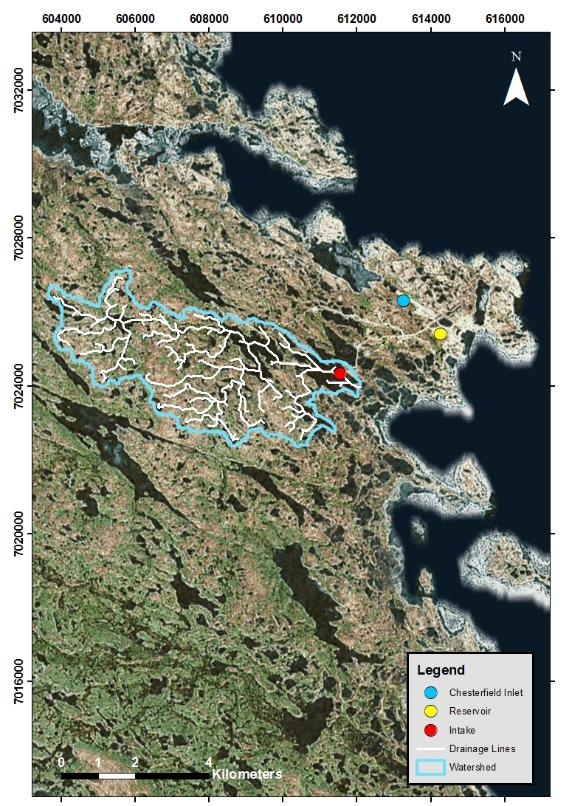 604000 606000 608000 610000 612000 614000 616000
N
7032000
7028000
7024000
7020000
7016000
Legend
Chesterfield Inlet
Reservoir
Intake
Drainage Lines
Watershed
0 1 2 4
Kilometers